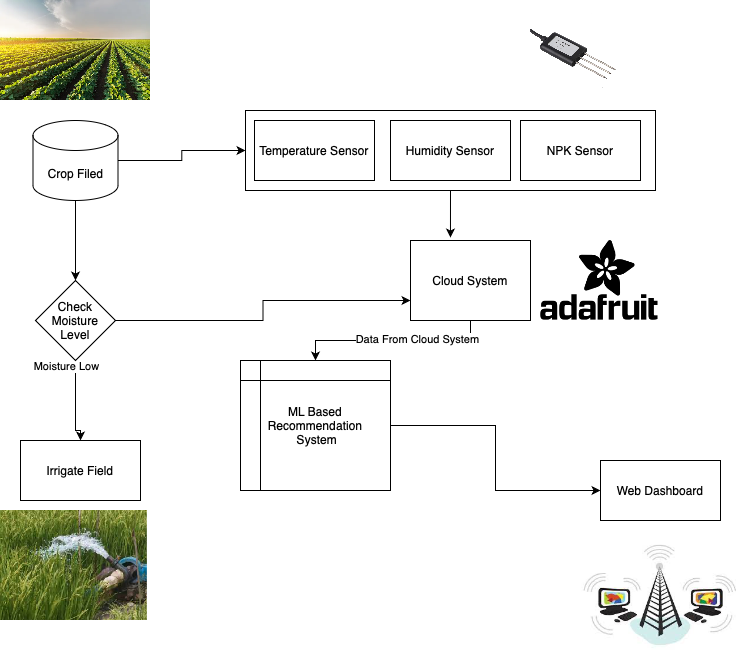 Temperature Sensor
Humidity Sensor
NPK Sensor
Crop Filed
Cloud System
adafruit
Check
Moisture
Level
Data From Cloud System
Moisture Low
ML Based
Recommendation
System
Irrigate Field
Web Dashboard